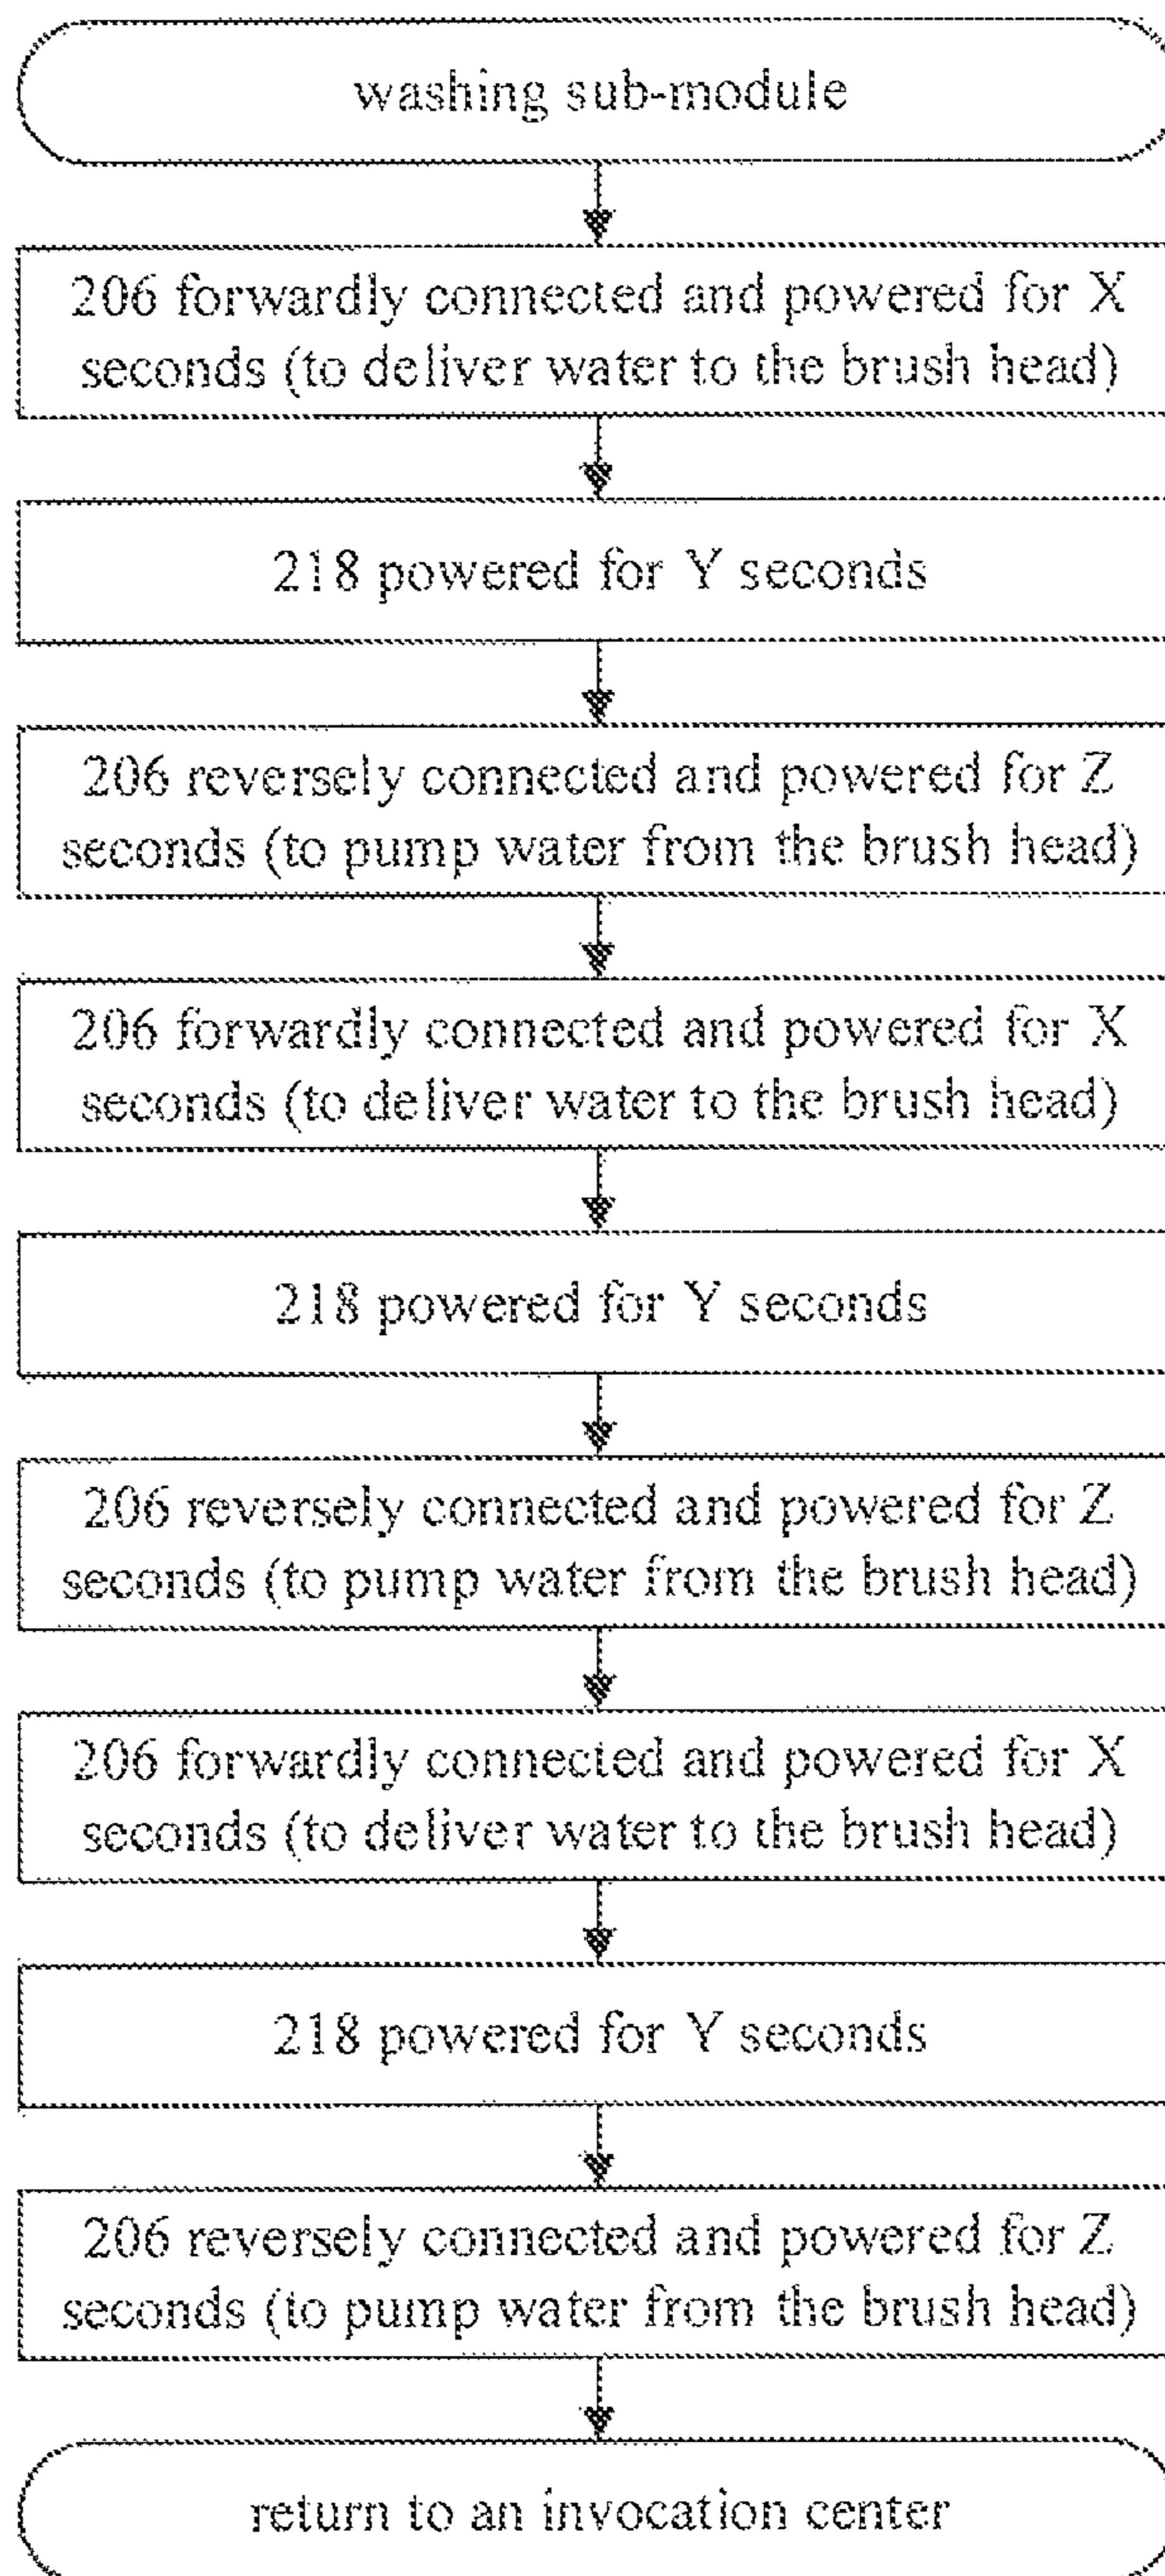 washing sub-module
206 forwardly connected and powered for X
seconds (to deliver water to the brush head)
218 powered for Y seconds
206 reversely connected and powered for Z
seconds (to pump water from the brush head)
206 forwardly connected and powered for X
seconds (to deliver water to the brush head)
218 powered for Y seconds
206 reversely connected and powered for Z
seconds (to pump water from the brush head)
206 forwardly connected and powered for X
seconds (to deliver water to the brush head)
218 powered for Y seconds
206 reversely connected and powered for Z
seconds (to pump water from the brush head)
return to an invocation center